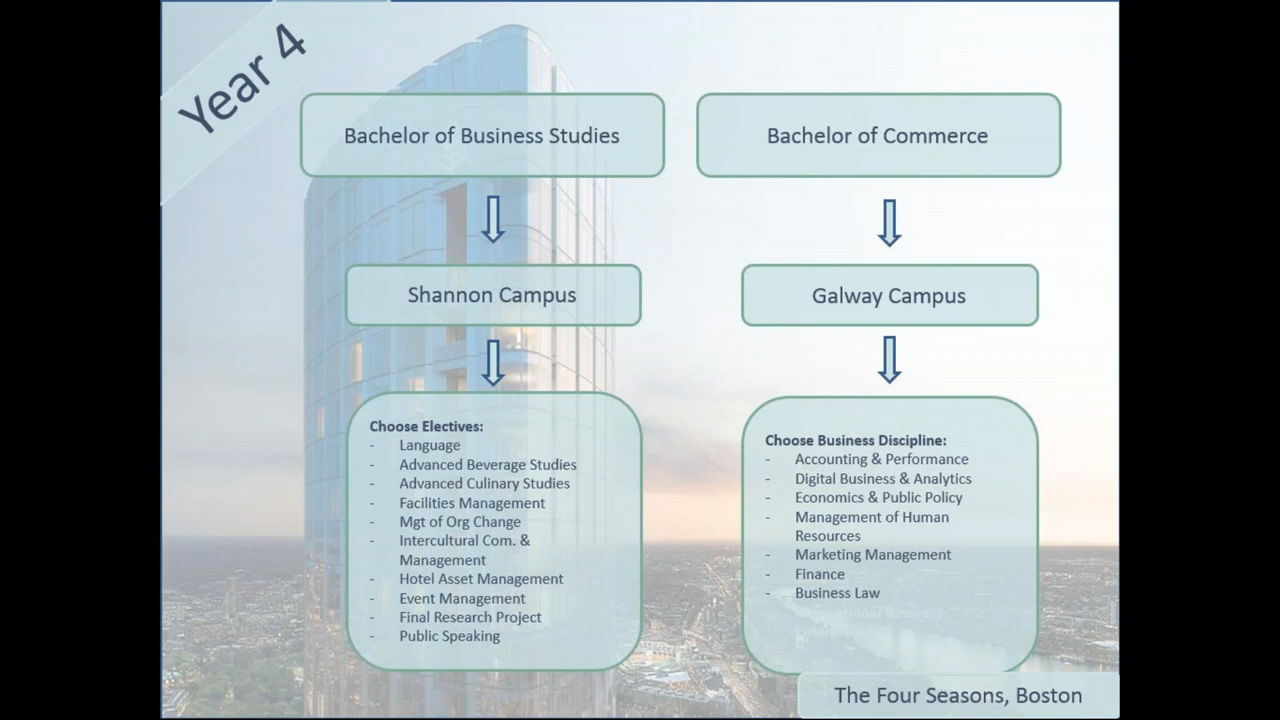 Year 4
Bachelor of Business Studies
Bachelor of Commerce
Shannon Campus
Galway Campus
Choose Electives:
- Language
- Advanced Beverage Studies
- Advanced Culinary Studies
- Facilities Management
- Mgt of Org Change
- Intercultural Com. &
Management
- Hotel Asset Management
- Event Management
- Final Research Project
- Public Speaking
Choose Business Discipline:
- Accounting & Performance
- Digital Business & Analytics
- Economics & Public Policy
- Management of Human
Resources
- Marketing Management
- Finance
- Business Law
The Four Seasons, Boston